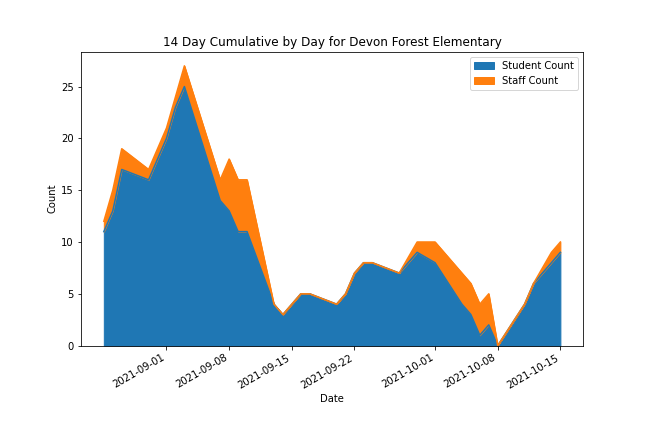 14 Day Cumulative by Day for Devon Forest Elementary
Student Count
Staff Count
Count
25
20
15
10
5
0
2021-09-01
2021-09-08
2021-09-15
2021-09-22
2021-10-01
2021-10-08
2021-10-15
Date